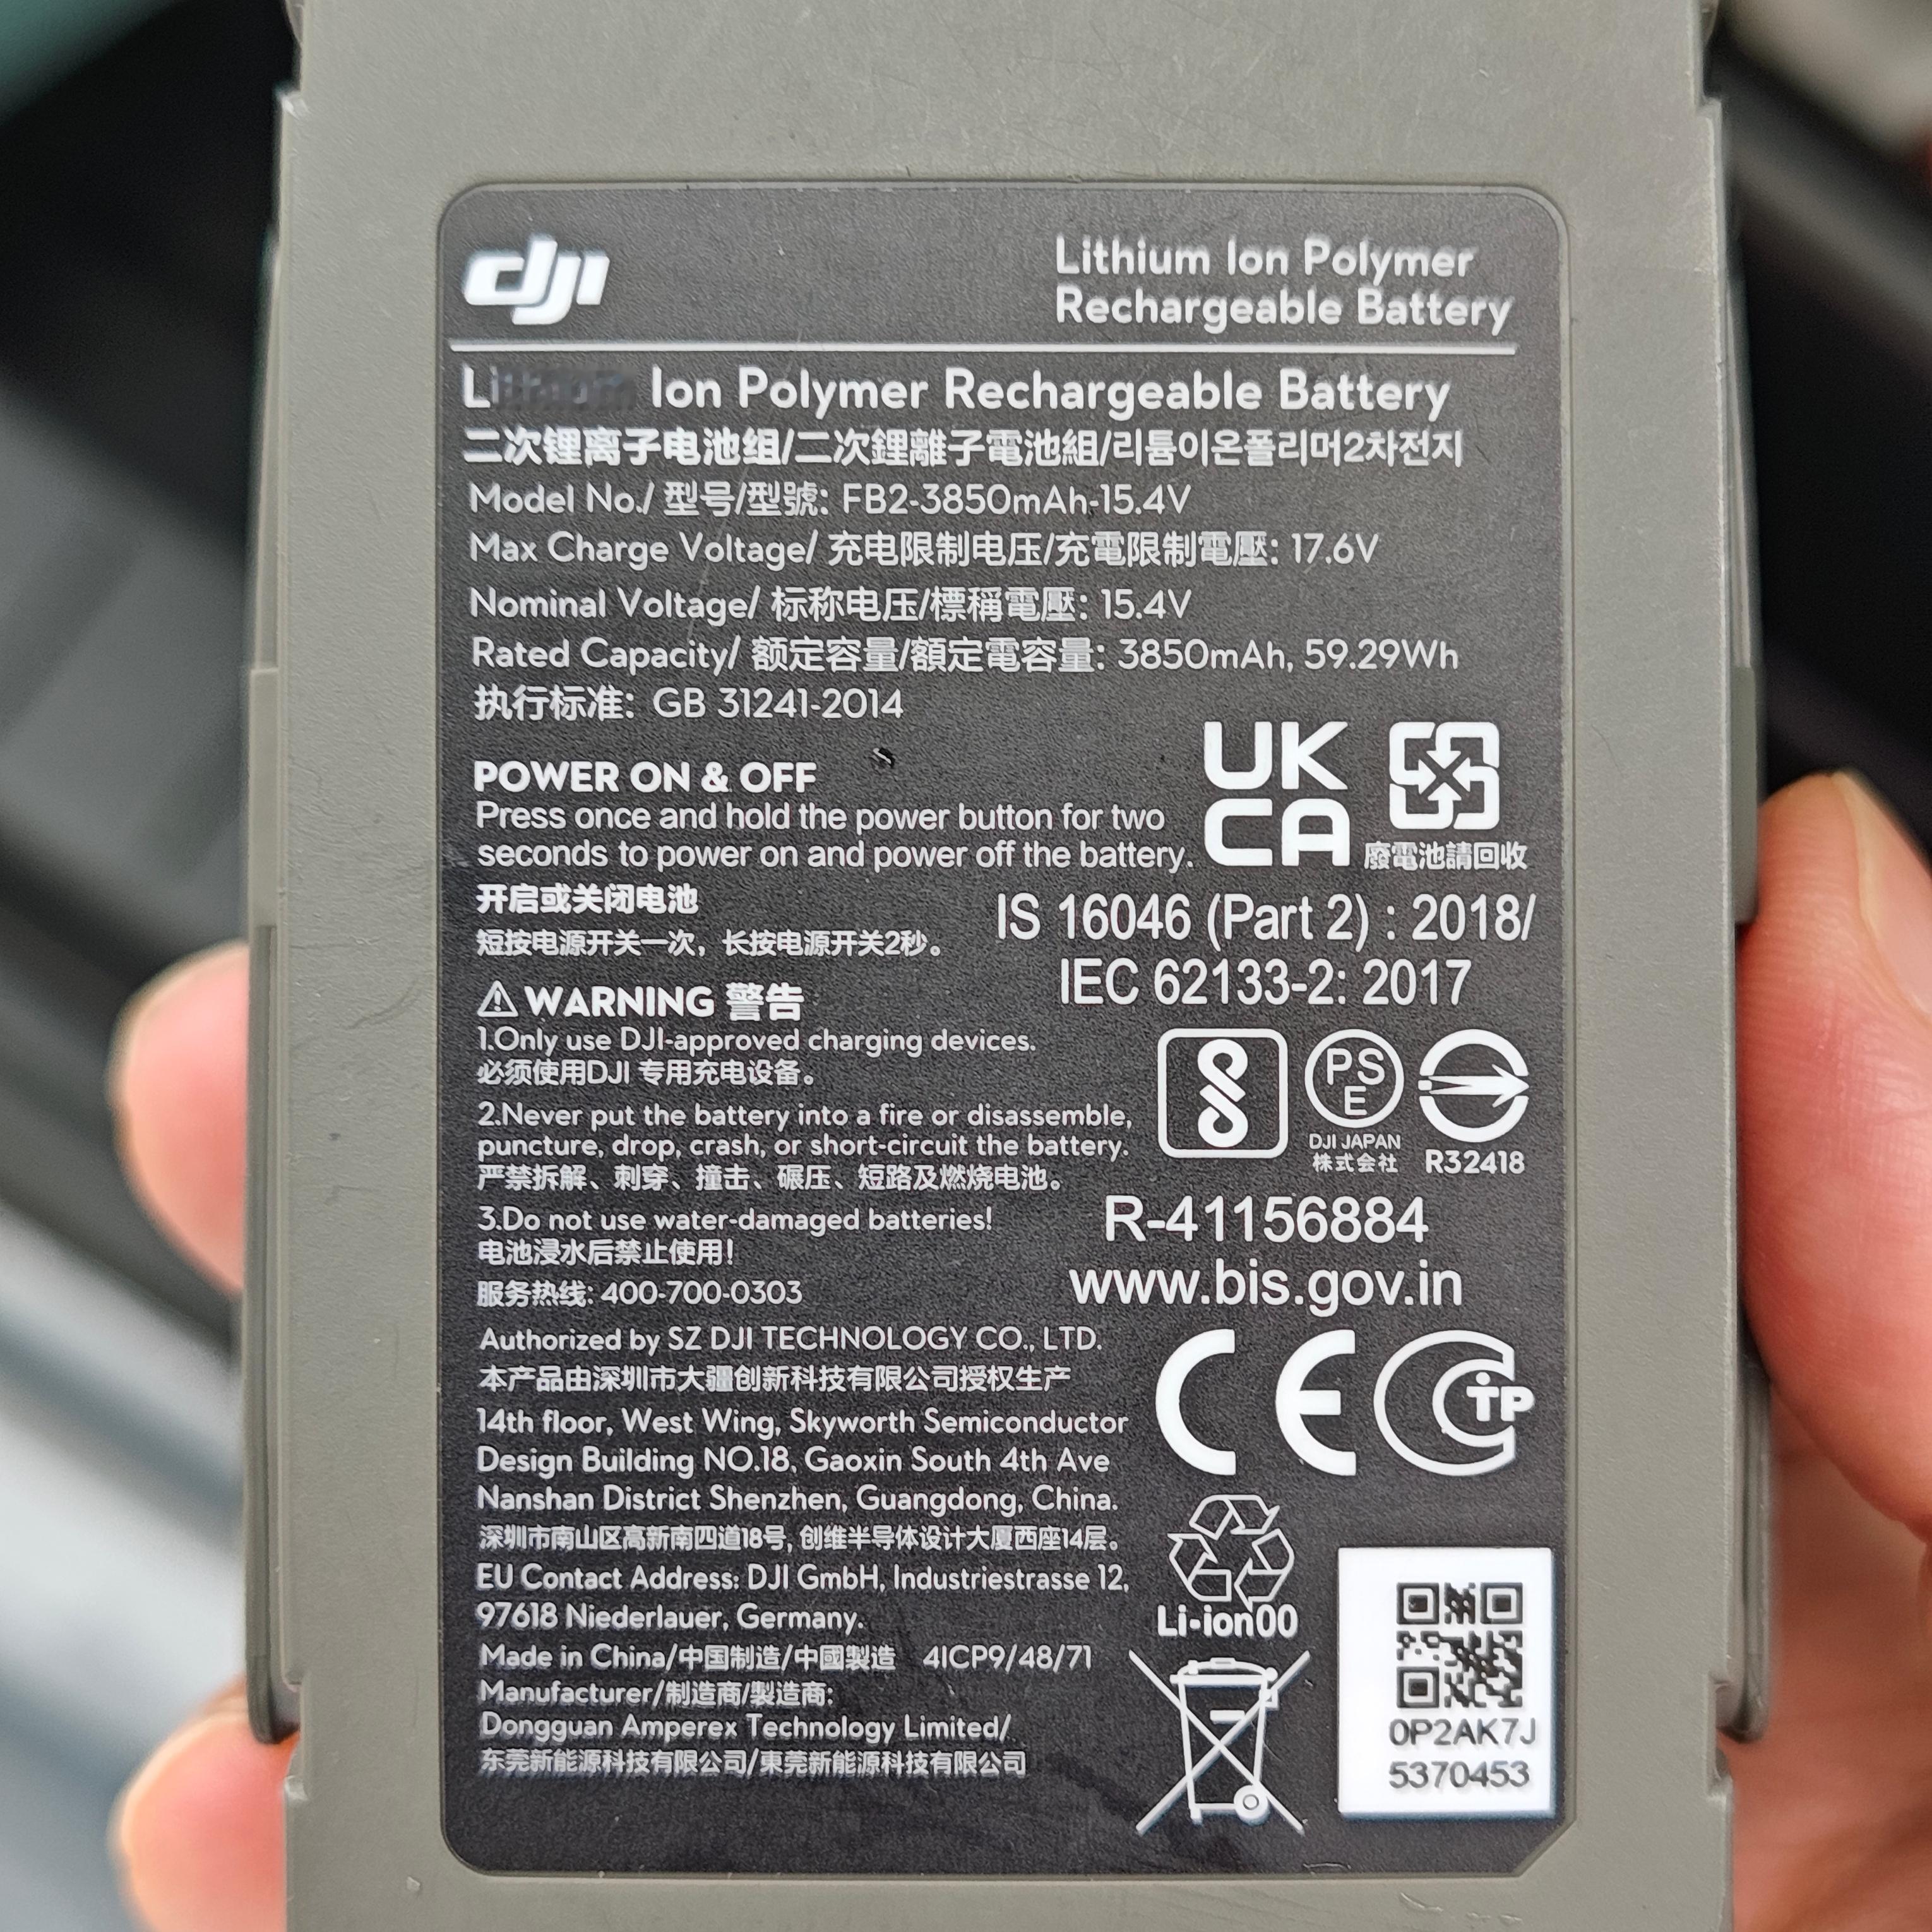 dji
Lithium Ion Polymer
Rechargeable Battery
Ion Polymer Rechargeable Battery
二次锂离子电池组/二次鋰離子電池組/리튬이온폴리머2차전지
Model No./ 型号/型號: FB2-3850mAh-15.4V
Max Charge Voltage/ 充电限制电压/充電限制電壓: 17.6V
Nominal Voltage/ 标称电压/標稱電壓: 15.4V
Rated Capacity/ 额定容量/額定電容量: 3850mAh, 59.29Wh
执行标准: GB 31241-2014
POWER ON & OFF
Press once and hold the power button for two
seconds to power on and power off the battery.
开启或关闭电池
短按电源开关一次，长按电源开关2秒。
WARNING 警告
1.Only use DJI-approved charging devices.
必须使用DJI 专用充电设备。
2.Never put the battery into a fire or disassemble,
puncture, drop, crash, or short-circuit the battery.
严禁拆解、刺穿、撞击、碾压、短路及燃烧电池。
3.Do not use water-damaged batteries!
电池浸水后禁止使用!
服务热线: 400-700-0303
Authorized by SZ DJI TECHNOLOGY CO., LTD.
本产品由深圳市大疆创新科技有限公司授权生产
14th floor, West Wing, Skyworth Semiconductor
Design Building NO.18, Gaoxin South 4th Ave
Nanshan District Shenzhen, Guangdong, China.
深圳市南山区高新南四道18号, 创维半导体设计大厦西座14层。
EU Contact Address: DJI GmbH, Industriestrasse 12,
97618 Niederlauer, Germany.
Made in China/中国制造/中國製造 4ICP9/48/71
Manufacturer/制造商/製造商:
Dongguan Amperex Technology Limited/
东莞新能源科技有限公司/東莞新能源科技有限公司
UK
CA
廢電池請回收
IS 16046 (Part 2) : 2018/
IEC 62133-2: 2017
PS
E
DJI JAPAN
株式会社
R32418
R-41156884
www.bis.gov.in
CE
TP
Li-ion00
0P2AK7J
5370453